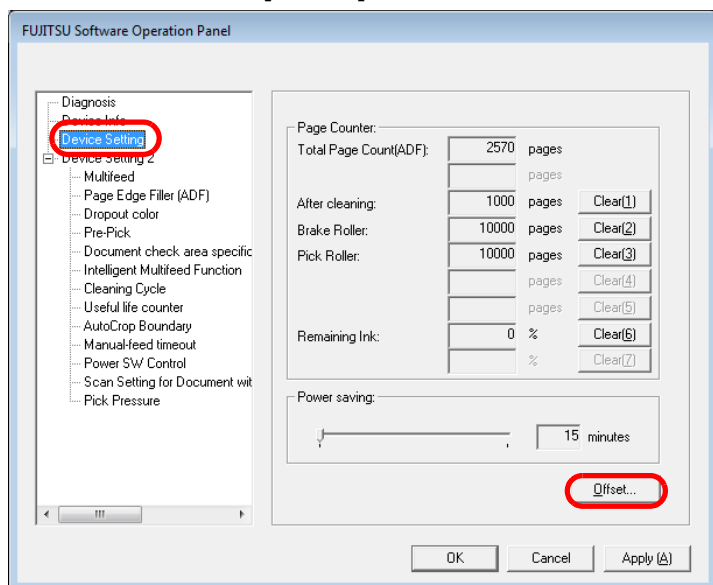 FUJITSU Software Operation Panel
Diagnosis
Device Info
Device Setting
Device Setting 2
Multifeed
Page Edge Filler (ADF)
Dropout color
Pre-Pick
Document check area specific
Intelligent Multifeed Function
Cleaning Cycle
Useful life counter
AutoCrop Boundary
Manual-feed timeout
Power SW Control
Scan Setting for Document wit
Pick Pressure
Page Counter:
Total Page Count(ADF): 2570 pages
pages
After cleaning: 1000 pages Clear(1)
Brake Roller: 10000 pages Clear(2)
Pick Roller: 10000 pages Clear(3)
pages Clear(4)
pages Clear(5)
Remaining Ink: 0 % Clear(6)
% Clear(7)
Power saving:
15 minutes
Offset...
OK Cancel Apply (A)